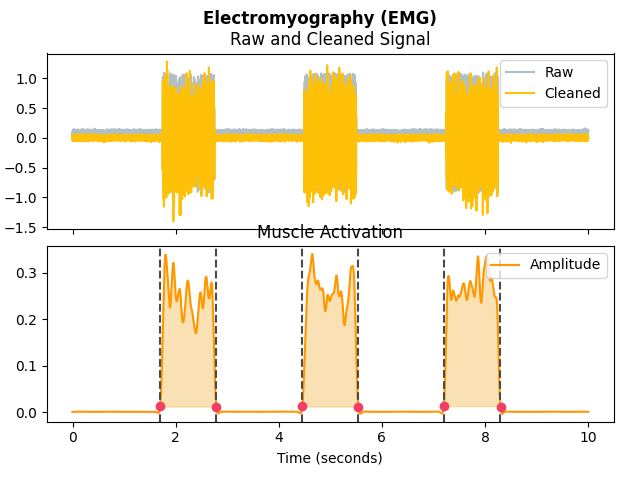 Electromyography (EMG)
Raw and Cleaned Signal
Raw
Cleaned
1.0
0.5
0.0
−0.5
−1.0
−1.5
Muscle Activation
Amplitude
0.3
0.2
0.1
0.0
0 2 4 6 8 10
Time (seconds)